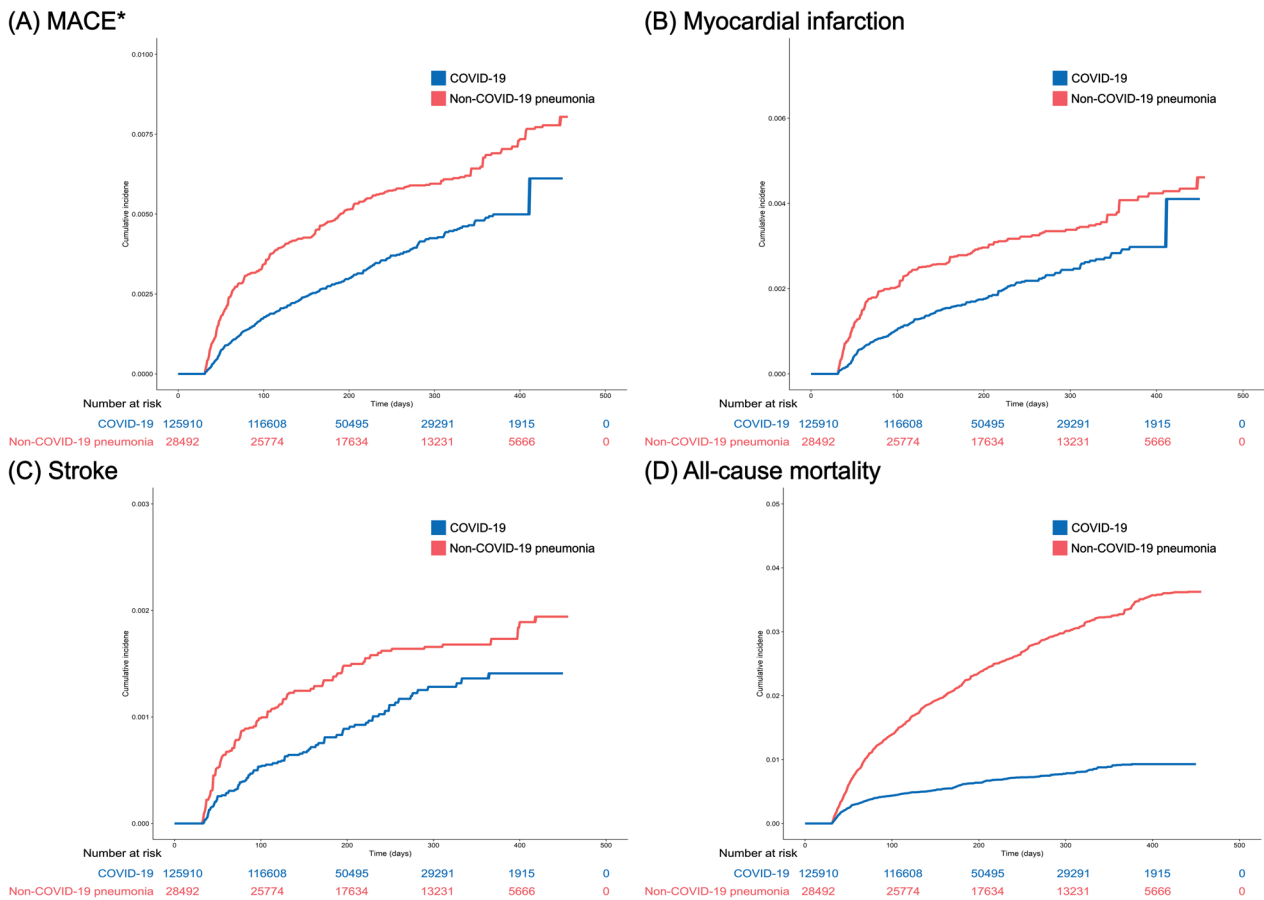 (A) MACE*
(B) Myocardial infarction
0.0100
0.0075
0.0050
0.0025
0.0000
Cumulative incidene
COVID-19
Non-COVID-19 pneumonia
0 100 200 300 400 500
Time (days)
Number at risk
COVID-19 125910 116608 50495 29291 1915 0
Non-COVID-19 pneumonia 28492 25774 17634 13231 5666 0
0.006
0.004
0.002
0.000
Cumulative incidene
COVID-19
Non-COVID-19 pneumonia
0 100 200 300 400 500
Time (days)
Number at risk
COVID-19 125910 116608 50495 29291 1915 0
Non-COVID-19 pneumonia 28492 25774 17634 13231 5666 0
(C) Stroke
(D) All-cause mortality
0.003
0.002
0.001
0.000
Cumulative incidene
COVID-19
Non-COVID-19 pneumonia
0 100 200 300 400 500
Time (days)
Number at risk
COVID-19 125910 116608 50495 29291 1915 0
Non-COVID-19 pneumonia 28492 25774 17634 13231 5666 0
0.05
0.04
0.03
0.02
0.01
0.00
Cumulative incidene
COVID-19
Non-COVID-19 pneumonia
0 100 200 300 400 500
Time (days)
Number at risk
COVID-19 125910 116608 50495 29291 1915 0
Non-COVID-19 pneumonia 28492 25774 17634 13231 5666 0